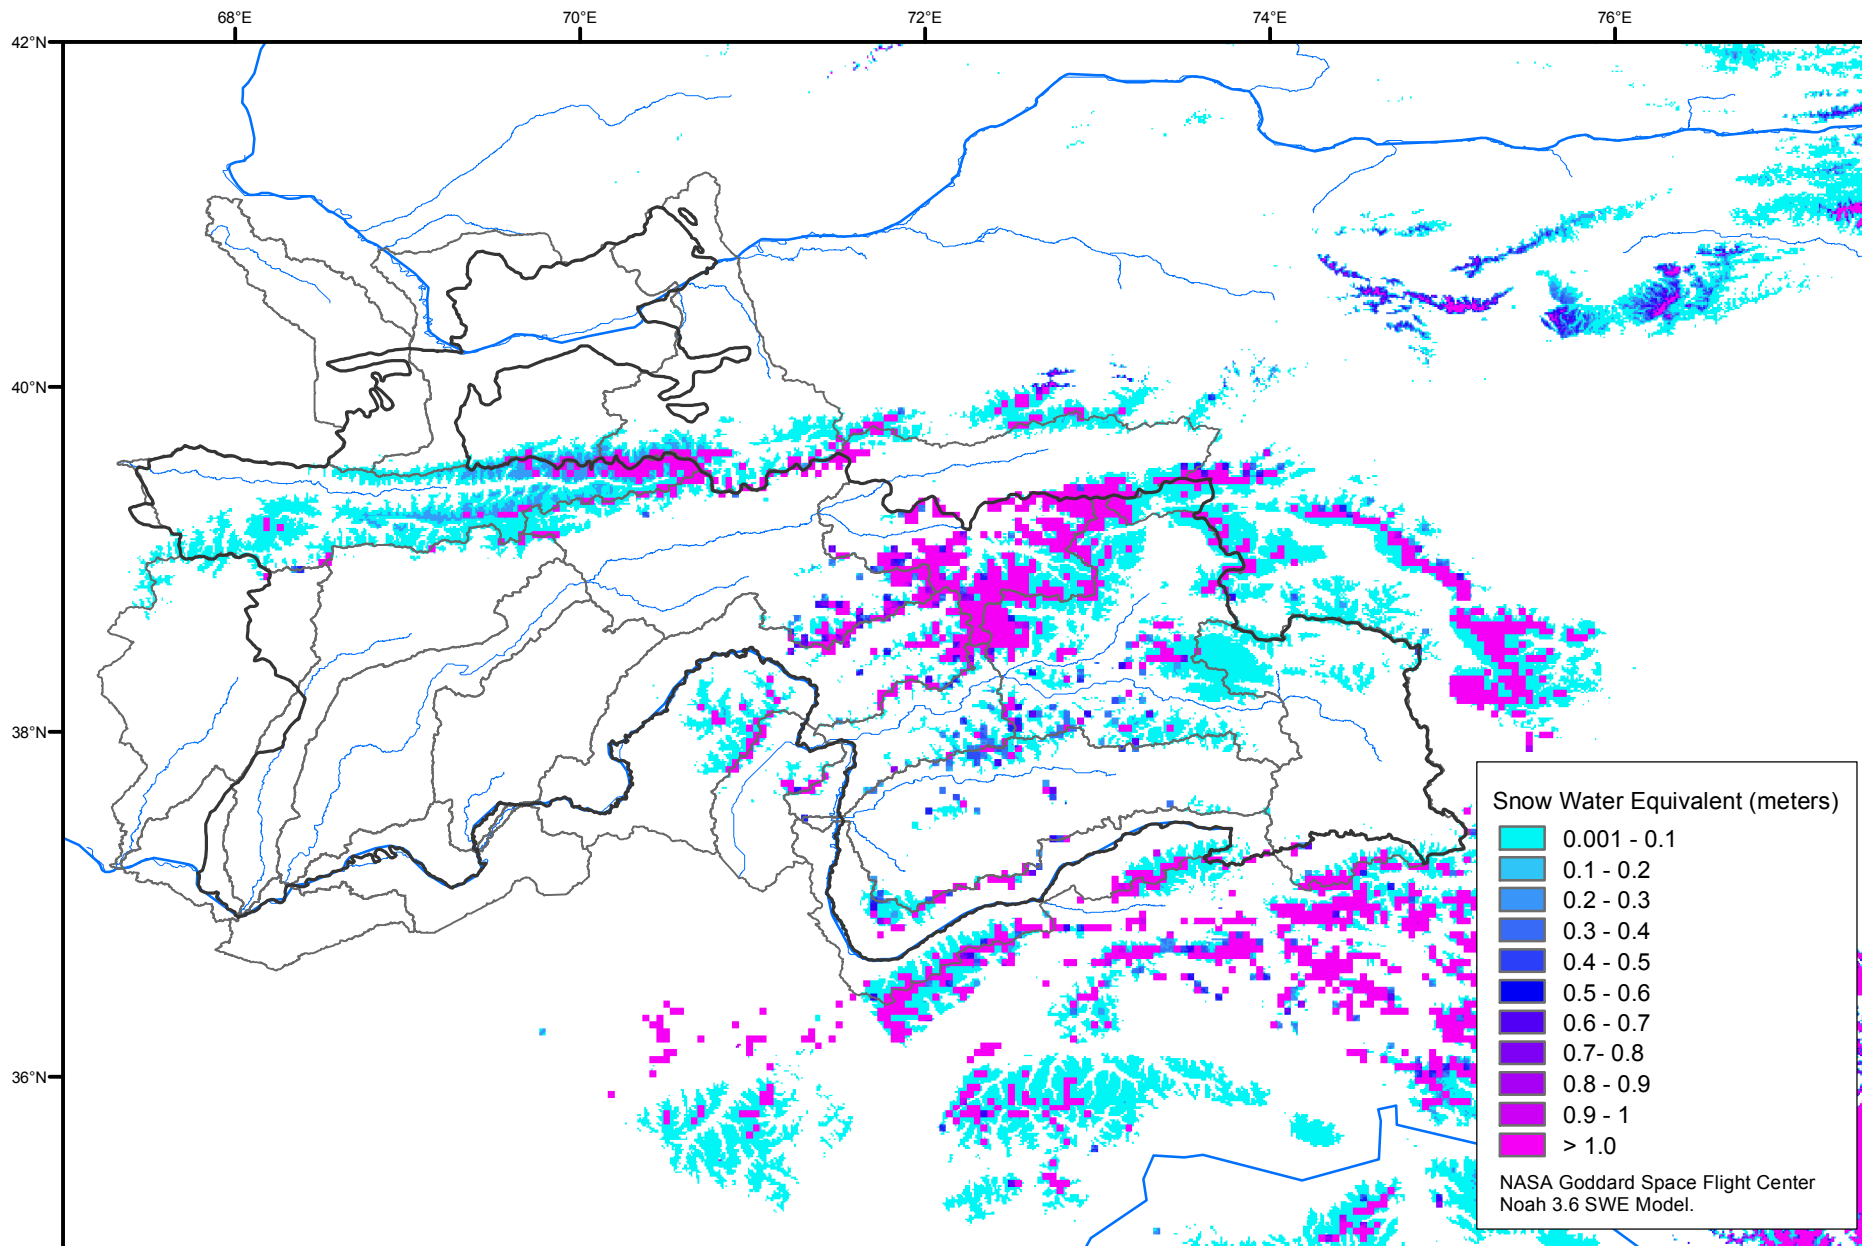 68°E
70°E
72°E
74°E
76°E
42°N
40°N
38°N
36°N
Snow Water Equivalent (meters)
0.001 - 0.1
0.1 - 0.2
0.2 - 0.3
0.3 - 0.4
0.4 - 0.5
0.5 - 0.6
0.6 - 0.7
0.7- 0.8
0.8 - 0.9
0.9 - 1
> 1.0
NASA Goddard Space Flight Center
Noah 3.6 SWE Model.